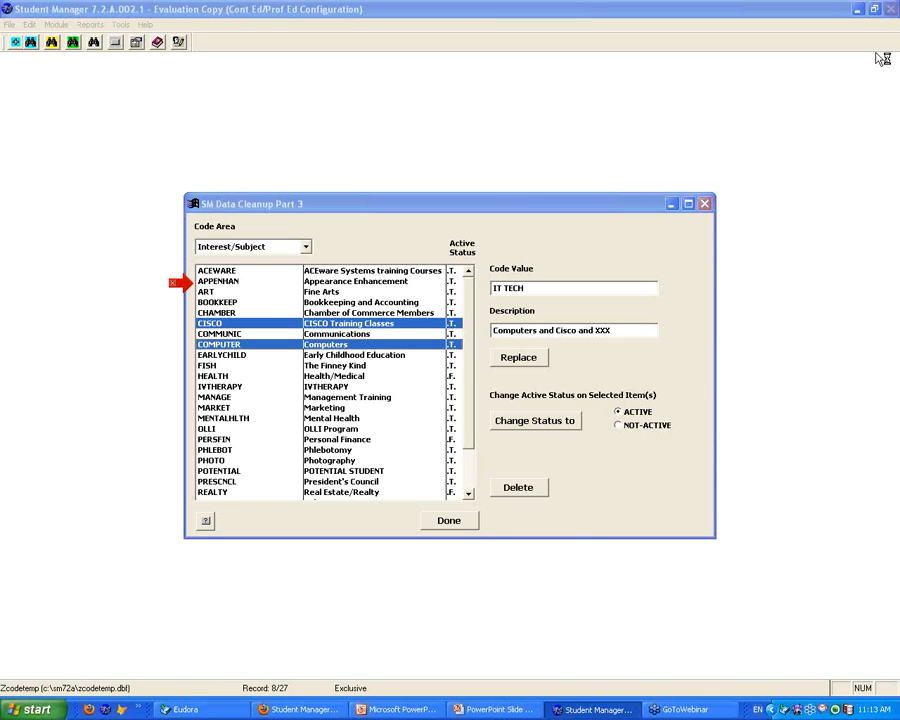 Student Manager 7.2.A.002.1 - Evaluation Copy (Cont Ed/Prof Ed Configuration)
File Edit Module Reports Tools Help
SM Data Cleanup Part 3
Code Area
Interest/Subject
Active Status
ACEWARE ACEware Systems training Courses .T.
APPENHAN Appearance Enhancement .T.
ART Fine Arts .T.
BOOKKEEP Bookkeeping and Accounting .T.
CHAMBER Chamber of Commerce Members .T.
CISCO CISCO Training Classes .T.
COMMUNIC Communications .T.
COMPUTER Computers .T.
EARLYCHILD Early Childhood Education .T.
FISH The Finney Kind .T.
HEALTH Health/Medical .F.
IVTHERAPY IVTHERAPY .T.
MANAGE Management Training .T.
MARKET Marketing .T.
MENTALHLTH Mental Health .T.
OLLI OLLI Program .T.
PERSFIN Personal Finance .F.
PHLEBOT Phlebotomy .T.
PHOTO Photography .T.
POTENTIAL POTENTIAL STUDENT .T.
PRESCNCL President's Council .T.
REALTY Real Estate/Realty .F.
Code Value
IT TECH
Description
Computers and Cisco and XXX
Replace
Change Active Status on Selected Item(s)
Change Status to
ACTIVE
NOT-ACTIVE
Delete
Done
Zcodetemp (c:\sm72a\zcodetemp.dbf) Record: 8/27 Exclusive NUM
start Eudora Student Manager... Microsoft PowerP... PowerPoint Slide ... Student Manager... GoToWebinar EN 11:13 AM